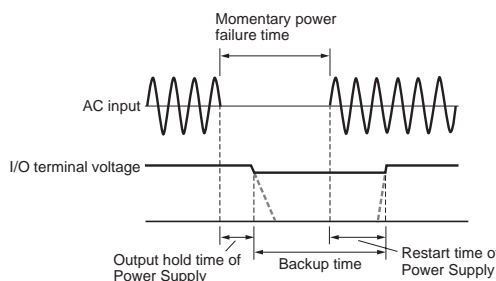 Momentary power
failure time
AC input
I/O terminal voltage
Output hold time of
Power Supply
Backup time
Restart time of
Power Supply